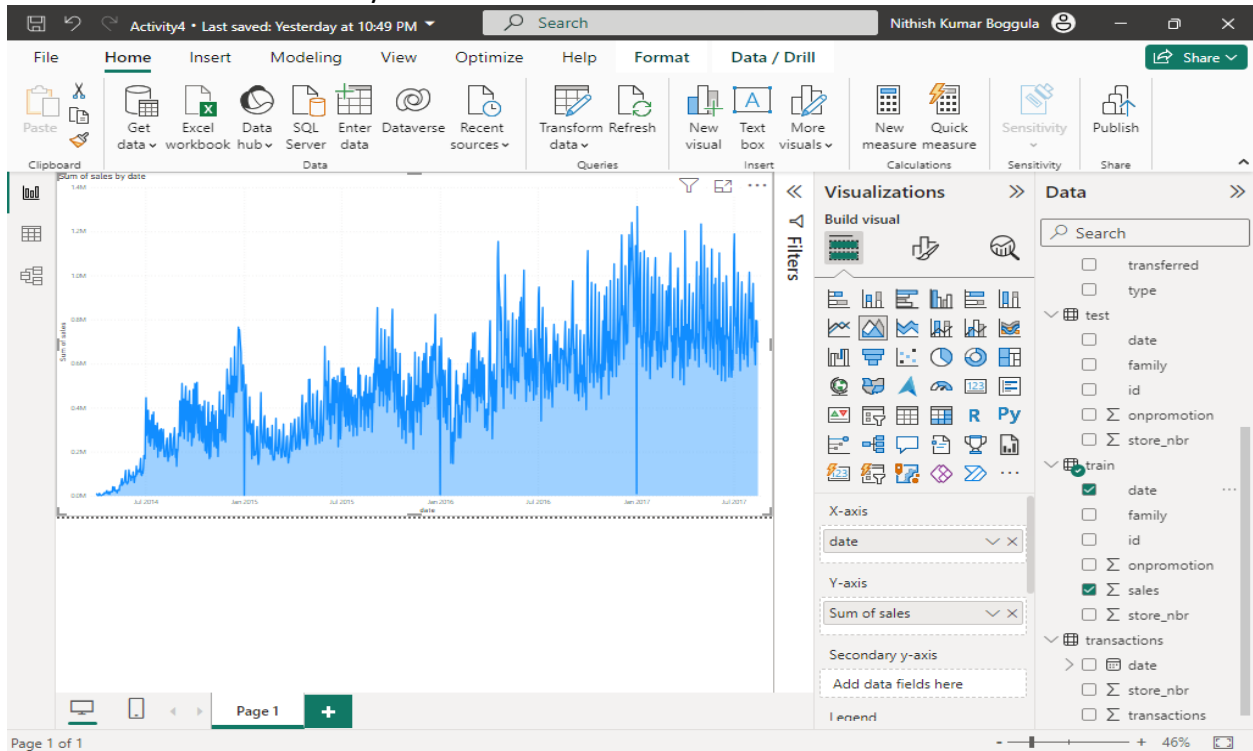 Activity4 • Last saved: Yesterday at 10:49 PM
Search
Nithish Kumar Boggula
File Home Insert Modeling View Optimize Help Format Data / Drill
Share
Paste
Get data
Excel workbook
Data hub
SQL Server
Enter data
Dataverse
Recent sources
Transform data
Refresh
New visual
Text box
More visuals
New measure
Quick measure
Sensitivity
Publish
Clipboard Data Queries Insert Calculations Sensitivity Share
Sum of sales by date
1.4M
1.2M
1.0M
0.8M
0.6M
0.4M
0.2M
0.0M
Sum of sales
Jul 2014 Jan 2015 Jul 2015 Jan 2016 Jul 2016 Jan 2017 Jul 2017
date
Filters
Visualizations
Build visual
123
R Py
123
X-axis
date
Y-axis
Sum of sales
Secondary y-axis
Add data fields here
Legend
Data
Search
transferred
type
test
date
family
id
Σ onpromotion
Σ store_nbr
train
date
family
id
Σ onpromotion
Σ sales
Σ store_nbr
transactions
date
Σ store_nbr
Σ transactions
Page 1
Page 1 of 1
- + 46%